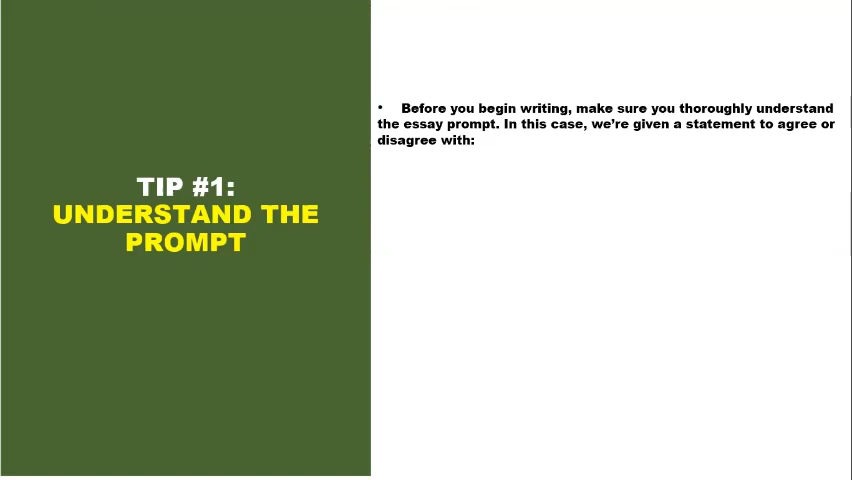 TIP #1:
UNDERSTAND THE
PROMPT
• Before you begin writing, make sure you thoroughly understand
the essay prompt. In this case, we’re given a statement to agree or
disagree with: